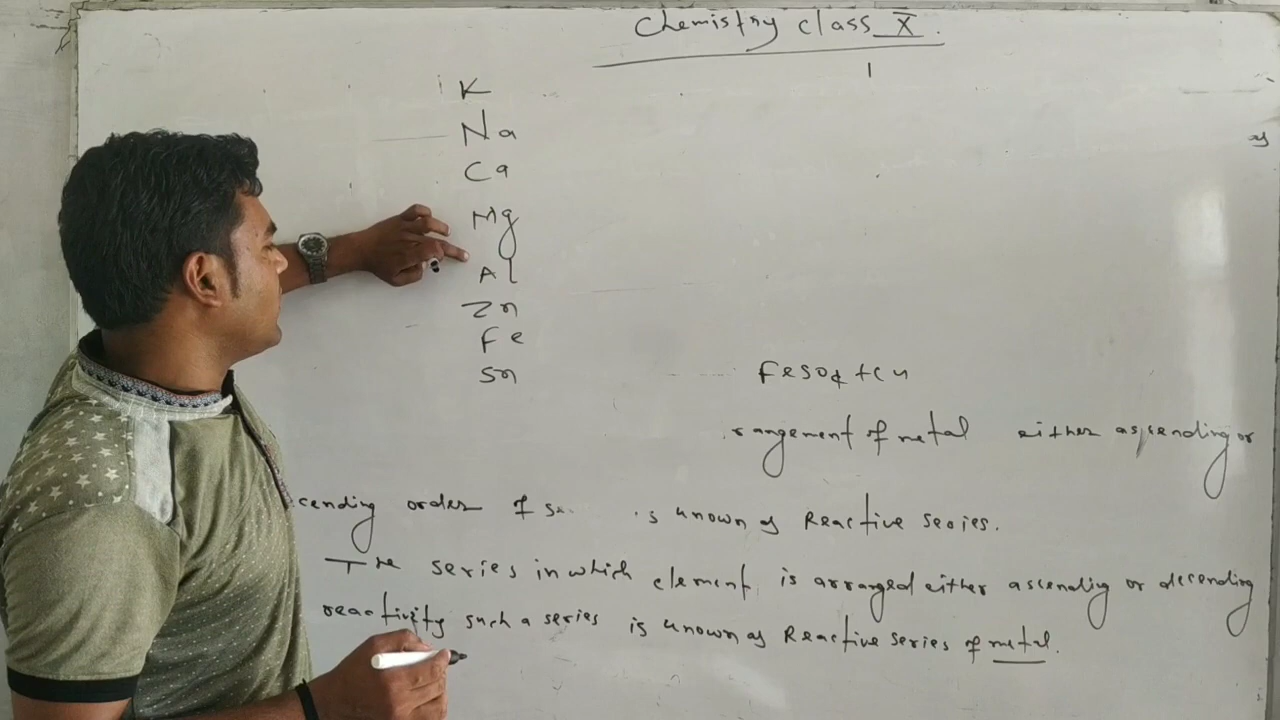 Chemistry class X.
K
Na
Ca
Mg
Al
Zn
Fe
Sn
FeSO4 + Cu
rangement of metal either ascending or
cending order of is known as Reactive Series.
The series in which element is arranged either ascending or decending
reactivity such a series is known as Reactive series of metal.